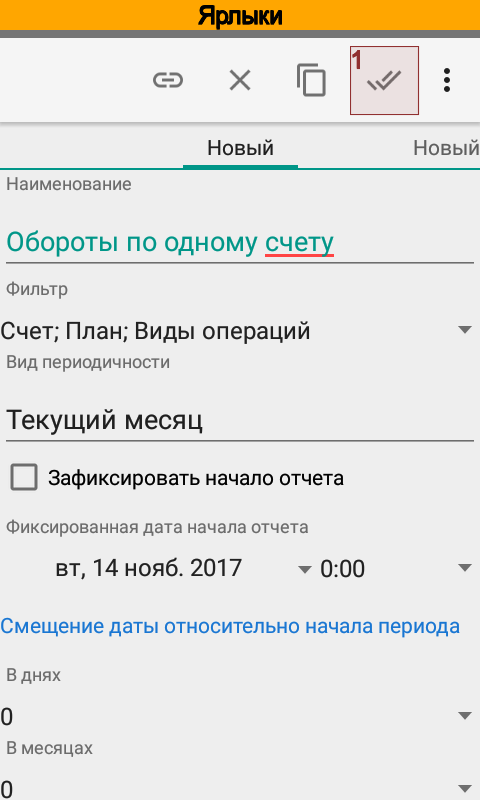 Ярлыки
1
Новый Новый
Наименование
Обороты по одному счету
Фильтр
Счет; План; Виды операций
Вид периодичности
Текущий месяц
Зафиксировать начало отчета
Фиксированная дата начала отчета
вт, 14 нояб. 2017 0:00
Смещение даты относительно начала периода
В днях
0
В месяцах
0